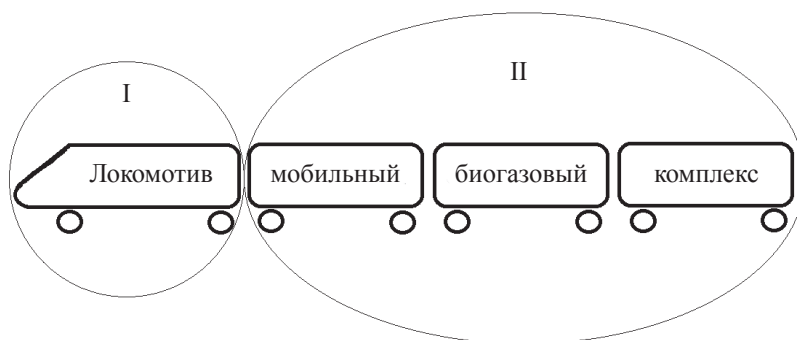 I
II
Локомотив
мобильный
биогазовый
комплекс